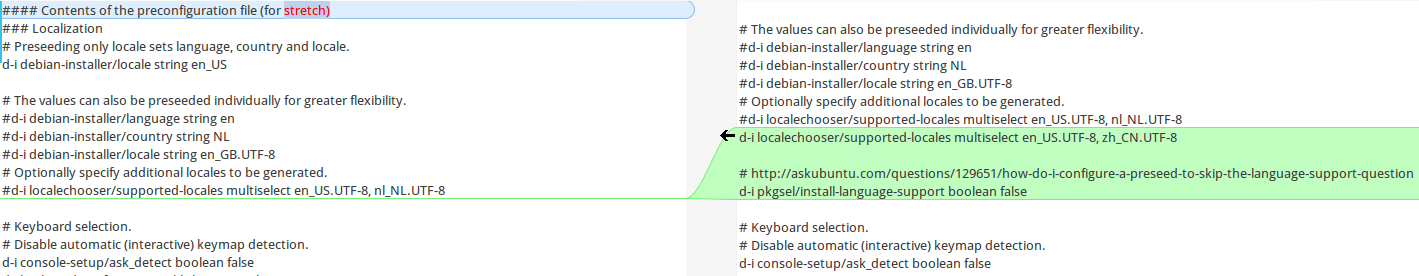 #### Contents of the preconfiguration file (for stretch)
### Localization
# Preseeding only locale sets language, country and locale.
d-i debian-installer/locale string en_US
# The values can also be preseeded individually for greater flexibility.
#d-i debian-installer/language string en
#d-i debian-installer/country string NL
#d-i debian-installer/locale string en_GB.UTF-8
# Optionally specify additional locales to be generated.
#d-i localechooser/supported-locales multiselect en_US.UTF-8, nl_NL.UTF-8
# Keyboard selection.
# Disable automatic (interactive) keymap detection.
d-i console-setup/ask_detect boolean false
# The values can also be preseeded individually for greater flexibility.
#d-i debian-installer/language string en
#d-i debian-installer/country string NL
#d-i debian-installer/locale string en_GB.UTF-8
# Optionally specify additional locales to be generated.
#d-i localechooser/supported-locales multiselect en_US.UTF-8, nl_NL.UTF-8
d-i localechooser/supported-locales multiselect en_US.UTF-8, zh_CN.UTF-8
# http://askubuntu.com/questions/129651/how-do-i-configure-a-preseed-to-skip-the-language-support-question
d-i pkgsel/install-language-support boolean false
# Keyboard selection.
# Disable automatic (interactive) keymap detection.
d-i console-setup/ask_detect boolean false